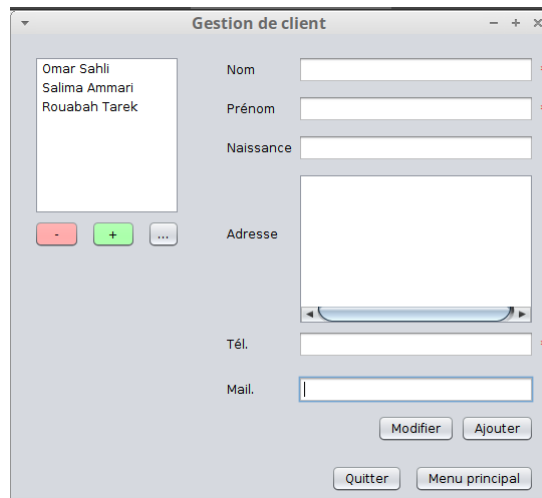 Gestion de client
Omar Sahli
Salima Ammari
Rouabah Tarek
- + ...
Nom
Prénom
Naissance
Adresse
Tél.
Mail.
Modifier Ajouter
Quitter Menu principal